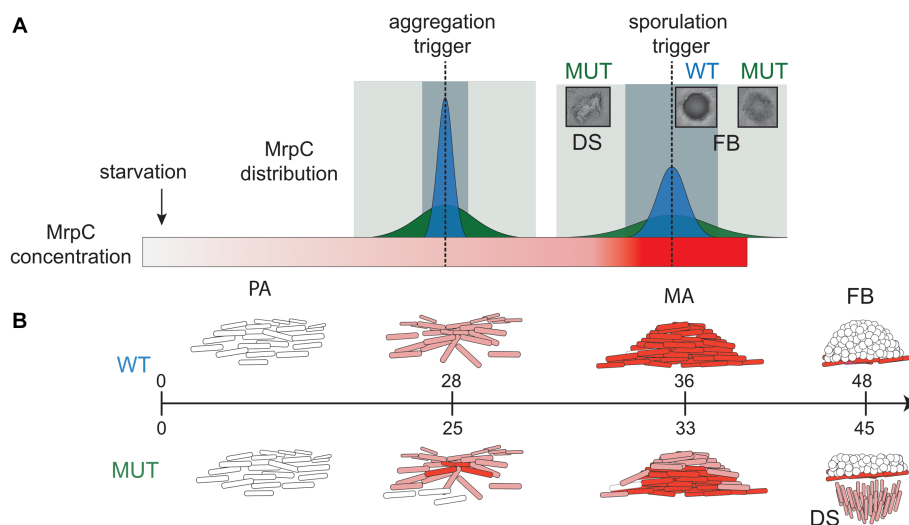 A
aggregation
trigger
sporulation
trigger
MUT
WT
MUT
DS
FB
MrpC
distribution
starvation
MrpC
concentration
PA
MA
FB
B
WT
0
28
36
48
0
25
33
45
MUT
DS